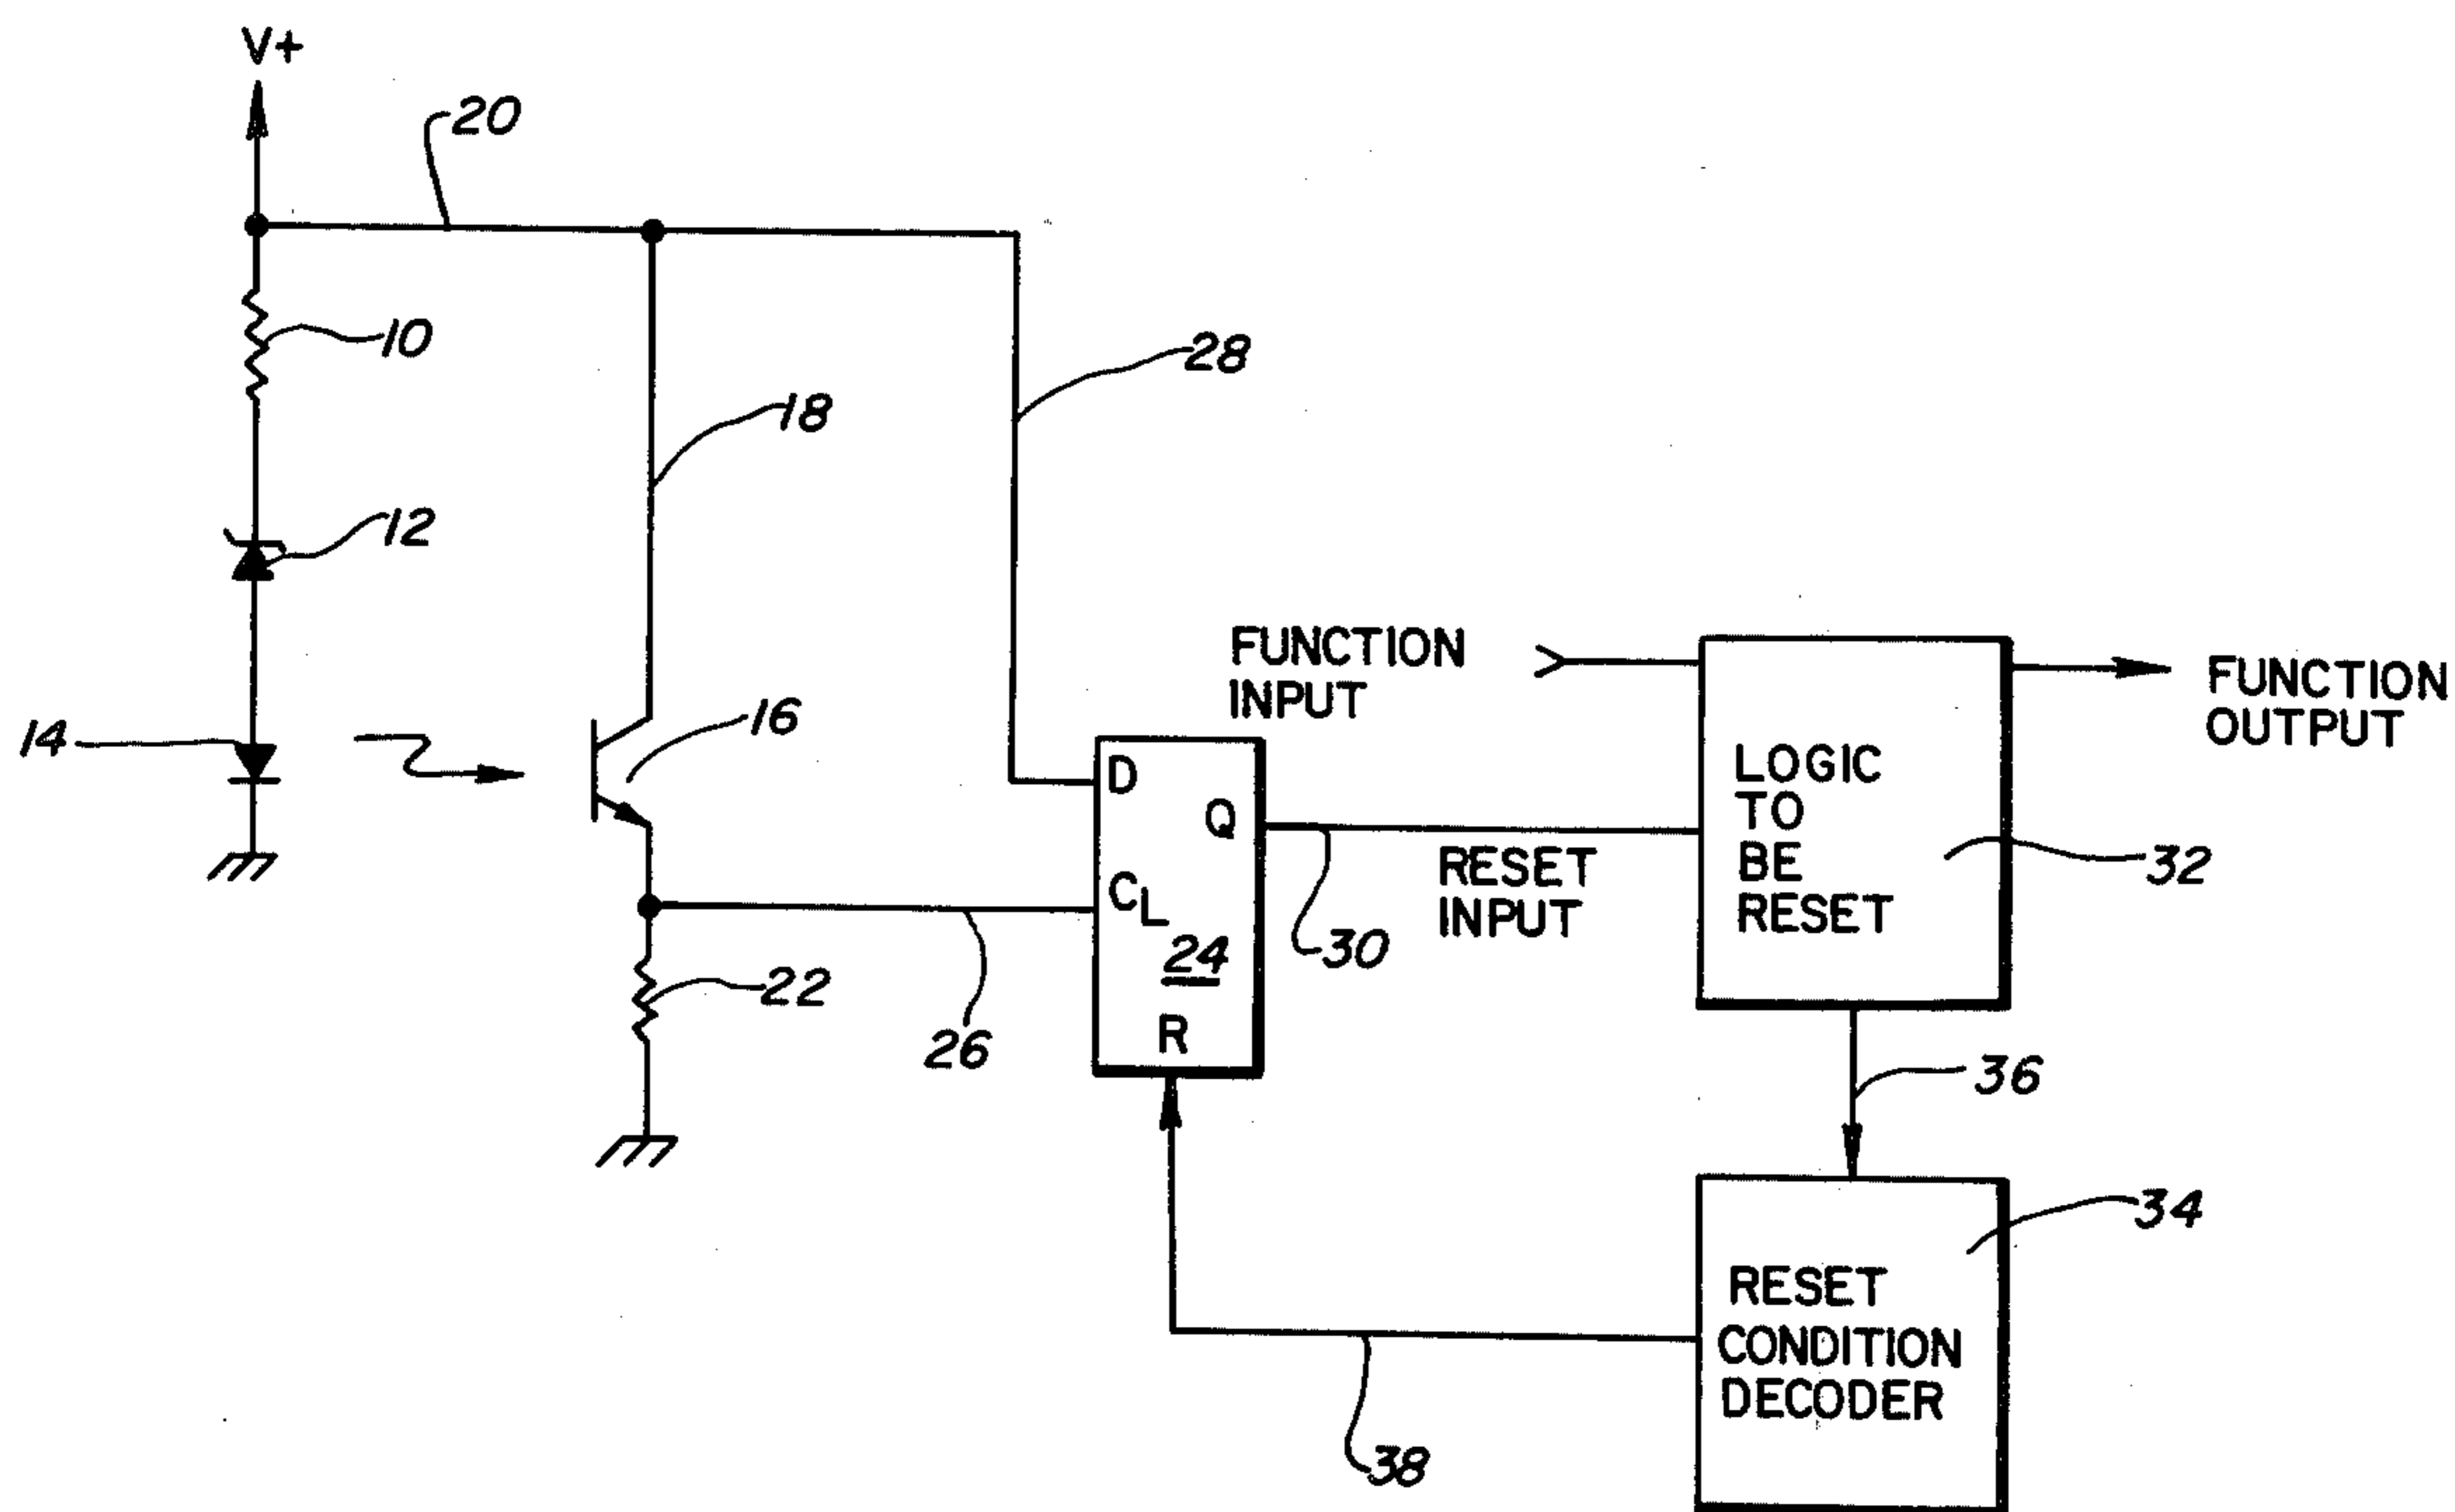 V+
20
10
28
18
12
14
16
FUNCTION
INPUT
FUNCTION
OUTPUT
D
Q
CL
24
R
RESET
INPUT
30
LOGIC
TO
BE
RESET
32
22
26
36
34
RESET
CONDITION
DECODER
38